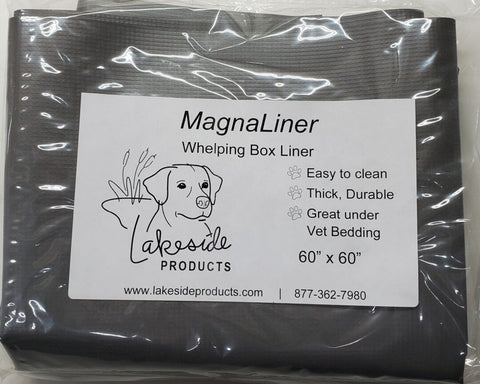 MagnaLiner
Whelping Box Liner
Easy to clean
Thick, Durable
Great under
Vet Bedding
60” x 60”
Lakeside
PRODUCTS
www.lakesideproducts.com | 877-362-7980